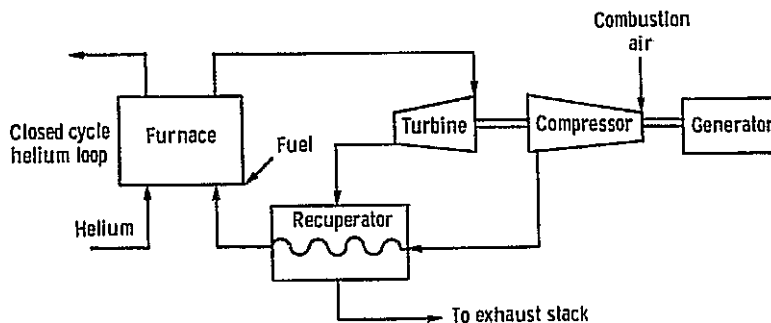 Combustion
air
Closed cycle
helium loop
Furnace
Turbine
Compressor
Generator
Fuel
Helium
Recuperator
To exhaust stack